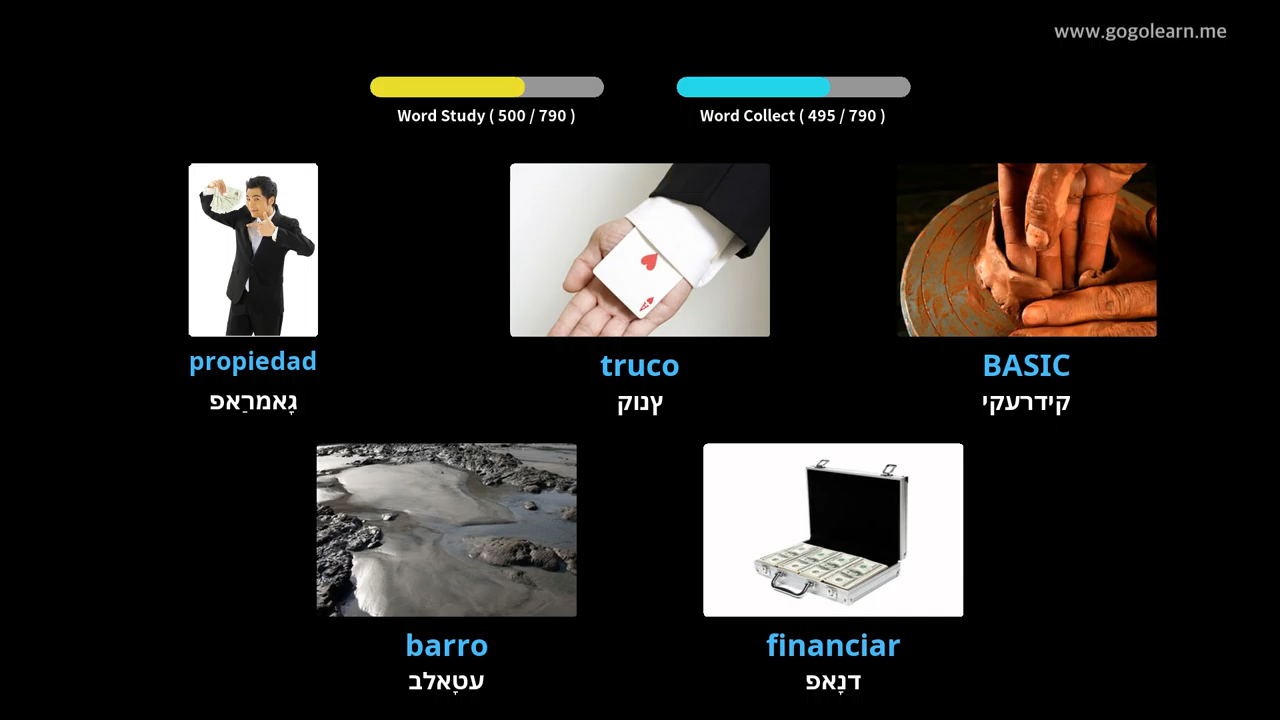 www.gogolearn.me
Word Study ( 500 / 790 )
Word Collect ( 495 / 790 )
propiedad
גָאמרַאפ
truco
ץנוק
BASIC
קידרעקי
barro
עטָאלב
financiar
דנָאפ